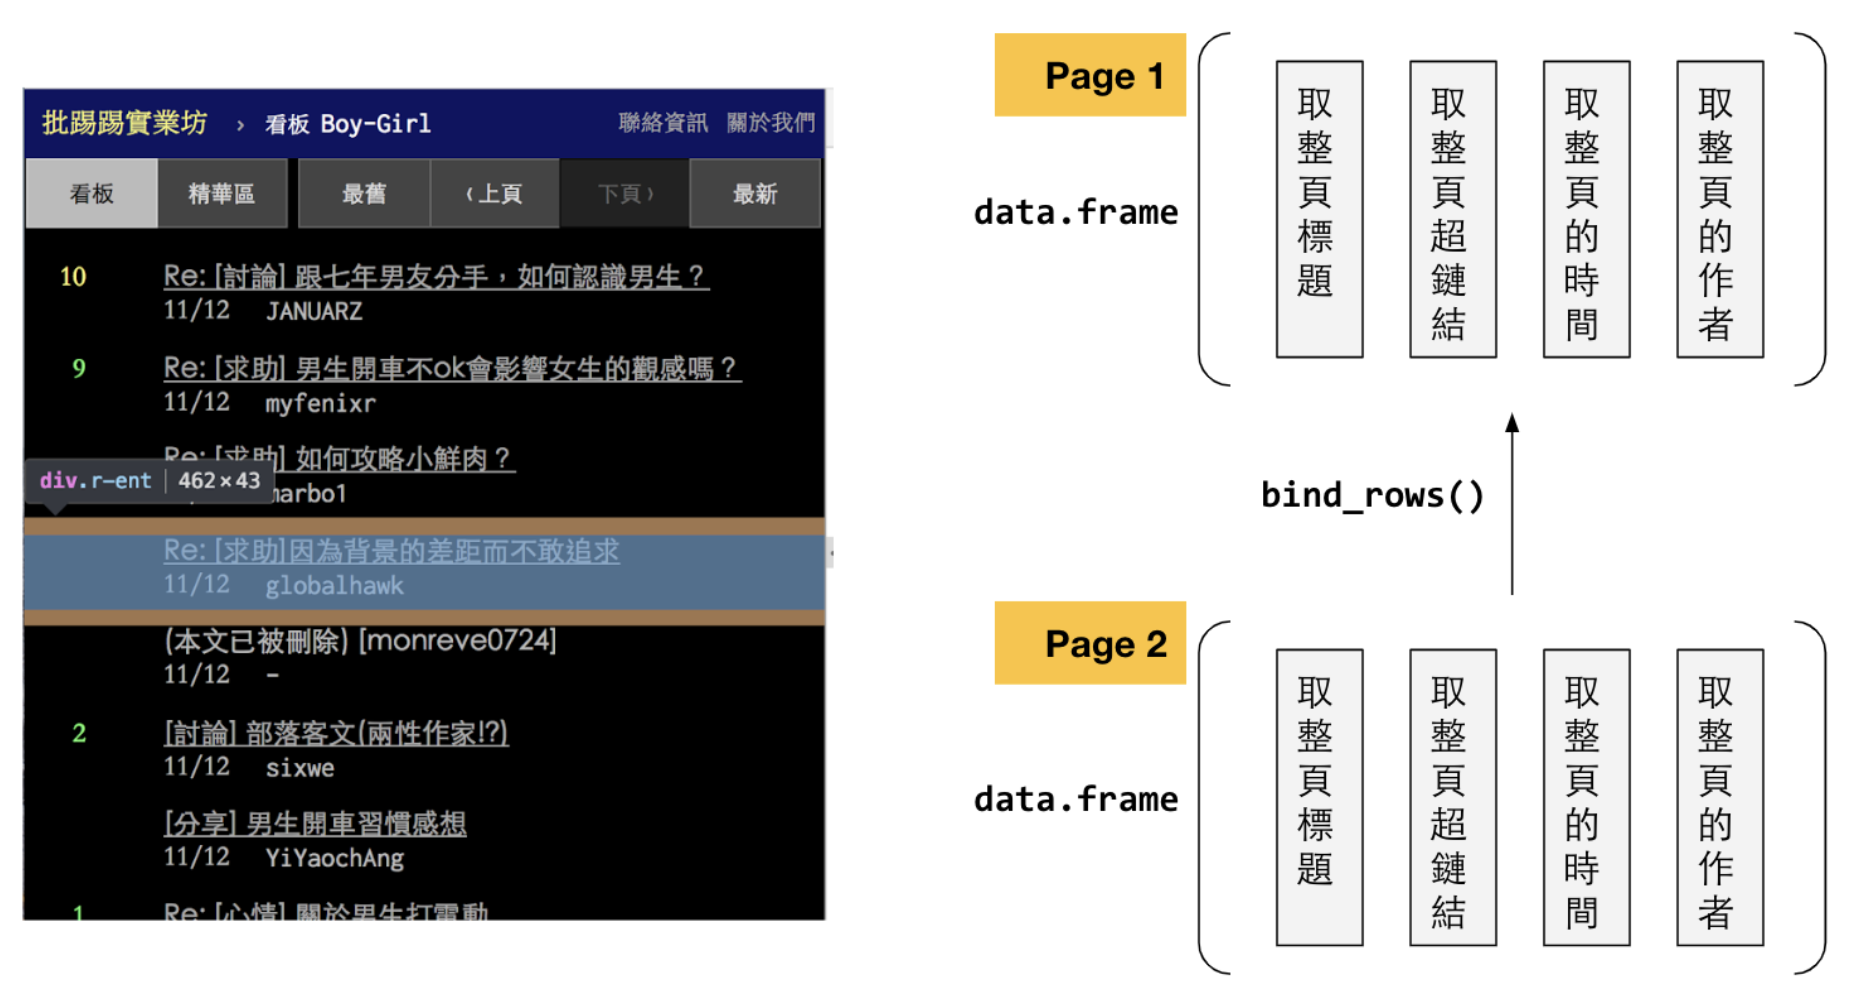 批踢踢實業坊 › 看板 Boy-Girl 聯絡資訊 關於我們
看板 精華區 最舊 ‹ 上頁 下頁 › 最新
10 Re: [討論] 跟七年男友分手，如何認識男生？
11/12 JANUARZ
9 Re: [求助] 男生開車不ok會影響女生的觀感嗎？
11/12 myfenixr
Re: [求助] 如何攻略小鮮肉？
div.r-ent 462×43
marbo1
Re: [求助]因為背景的差距而不敢追求
11/12 globalhawk
(本文已被刪除) [monreve0724]
11/12 -
2 [討論] 部落客文(兩性作家!?)
11/12 sixwe
[分享] 男生開車習慣感想
11/12 YiYaochAng
1 Re: [心情] 關於男生打電動
Page 1
data.frame
取整頁標題
取整頁超鏈結
取整頁的時間
取整頁的作者
bind_rows()
Page 2
data.frame
取整頁標題
取整頁超鏈結
取整頁的時間
取整頁的作者